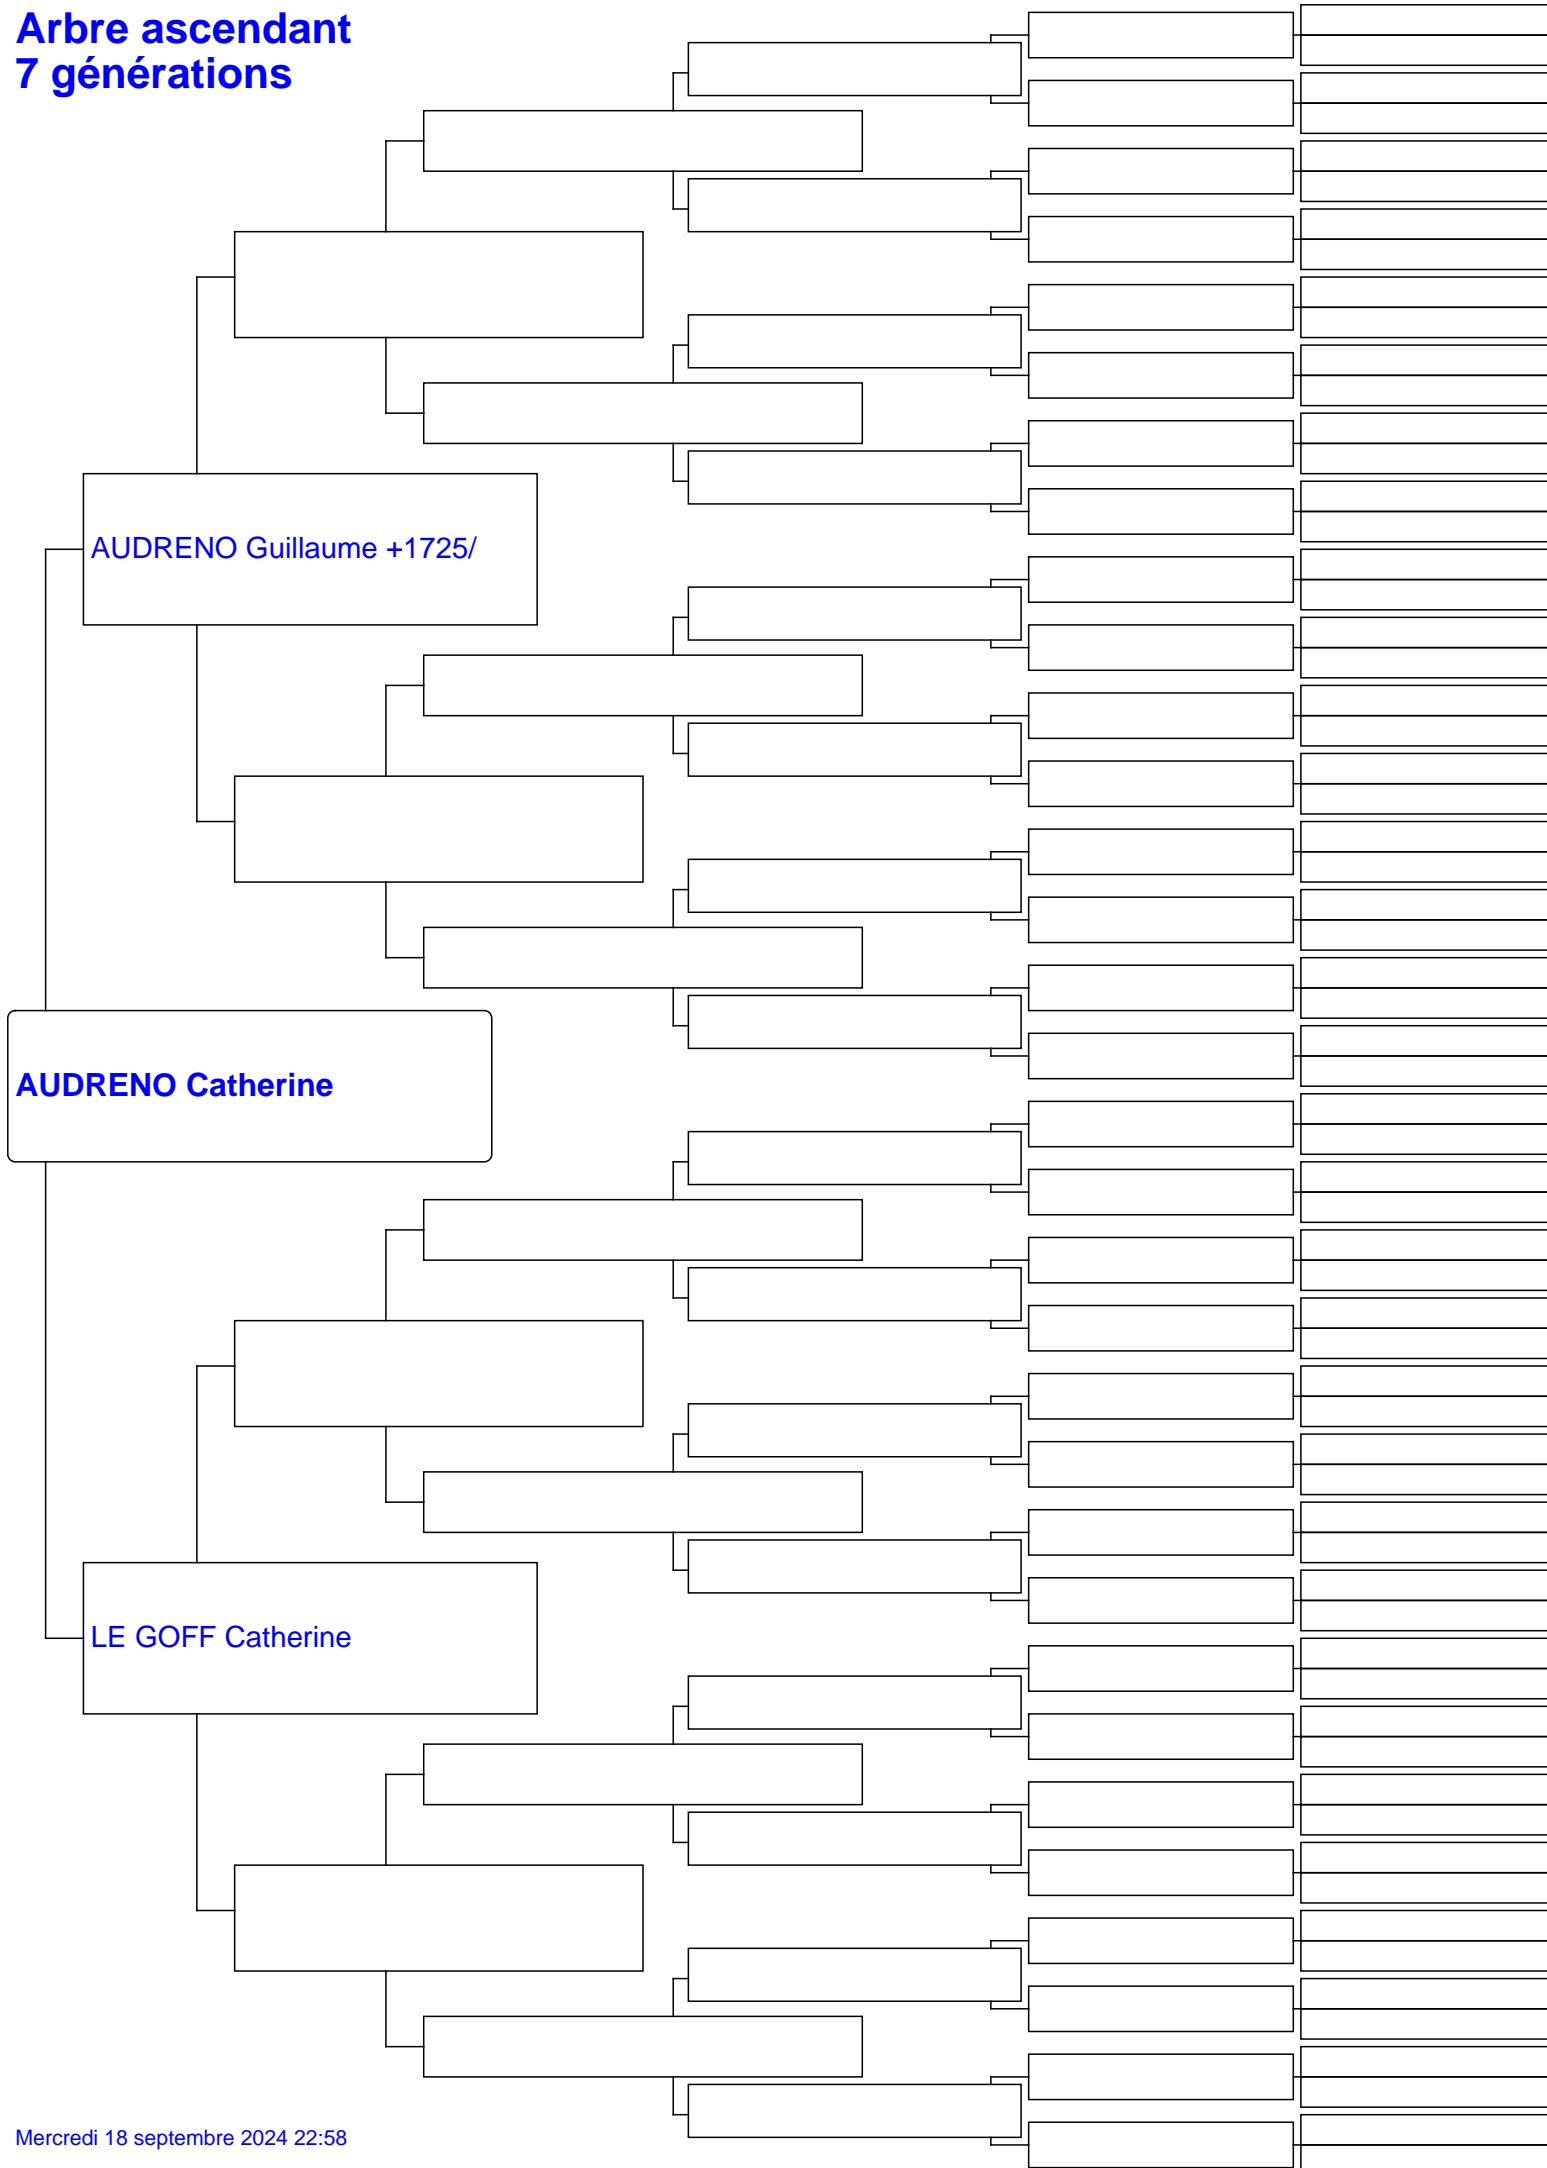 Arbre ascendant
7 générations
AUDRENO Guillaume +1725/
AUDRENO Catherine
LE GOFF Catherine
Mercredi 18 septembre 2024 22:58